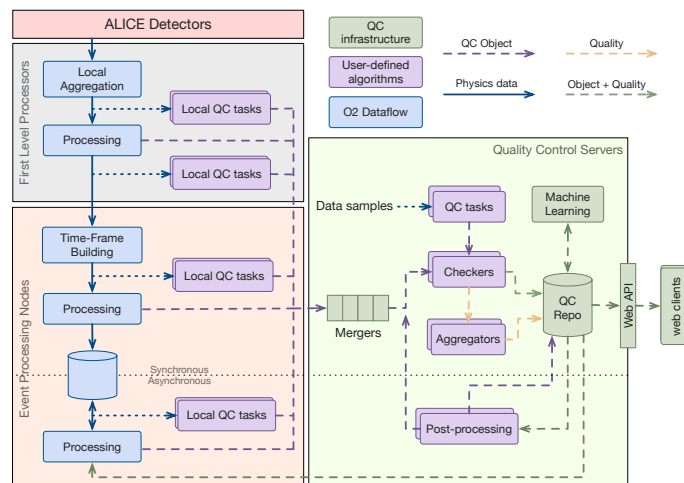 ALICE Detectors
First Level Processors
Local
Aggregation
Local QC tasks
Processing
Local QC tasks
QC
infrastructure
User-defined
algorithms
O2 Dataflow
QC Object
Quality
Physics data
Object + Quality
Event Processing Nodes
Time-Frame
Building
Local QC tasks
Processing
Synchronous
Asynchronous
Local QC tasks
Processing
Quality Control Servers
Data samples
QC tasks
Machine
Learning
Checkers
Mergers
Aggregators
QC
Repo
Web API
web clients
Post-processing